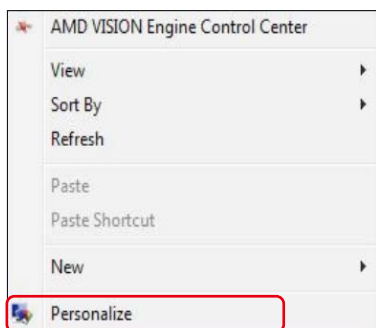 AMD VISION Engine Control Center
View
Sort By
Refresh
Paste
Paste Shortcut
New
Personalize